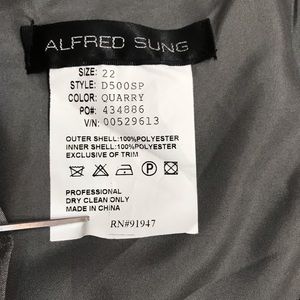 ALFRED SUNG
SIZE: 22
STYLE: D500SP
COLOR: QUARRY
PO#: 434886
V/N: 00529613
OUTER SHELL:100%POLYESTER
INNER SHELL:100%POLYESTER
EXCLUSIVE OF TRIM
P
PROFESSIONAL
DRY CLEAN ONLY
MADE IN CHINA
RN#91947